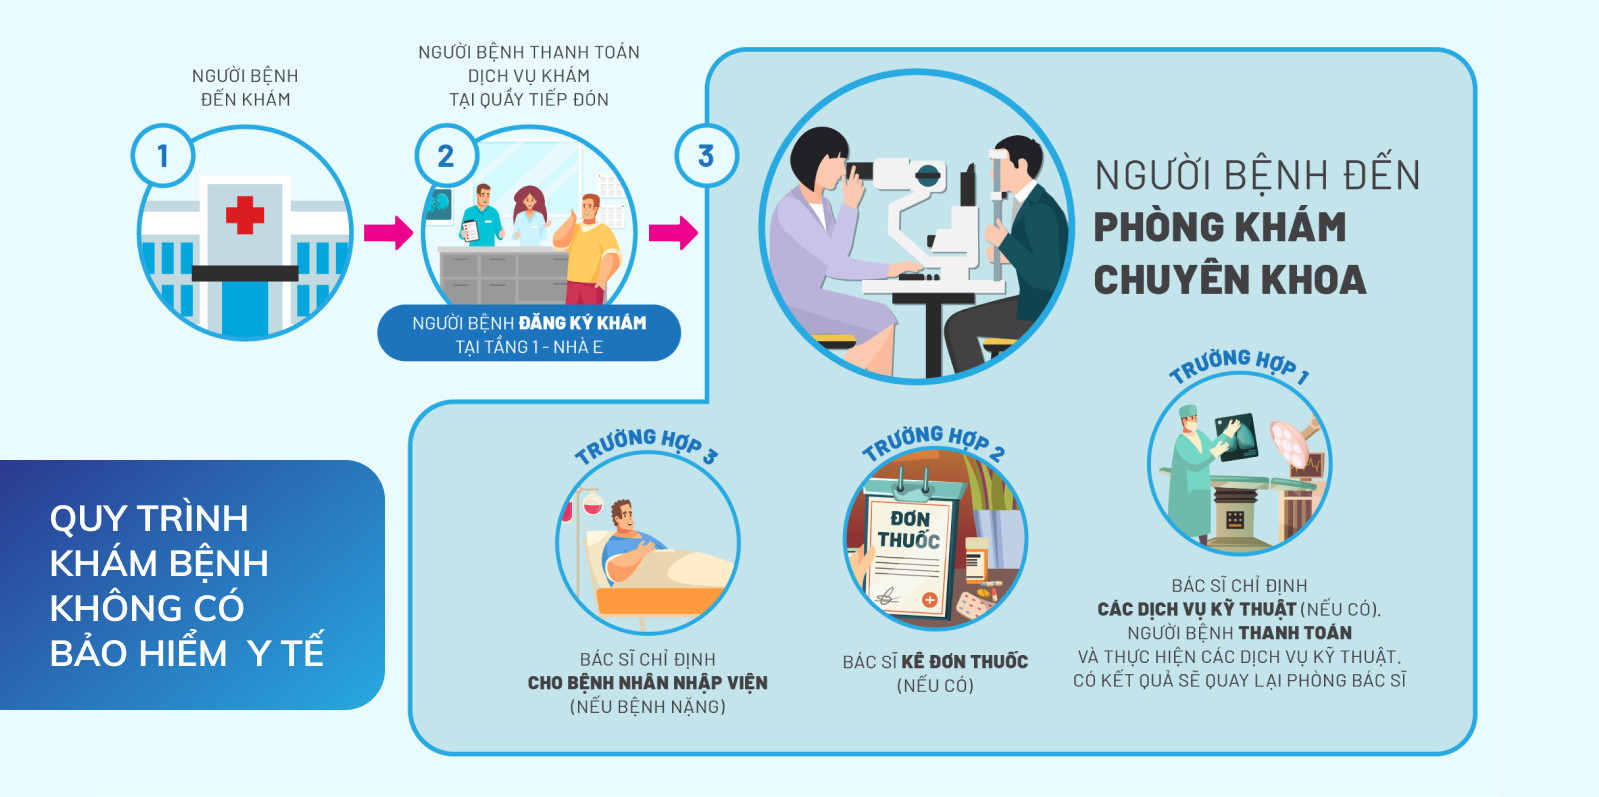 NGƯỜI BỆNH
ĐẾN KHÁM
1
NGƯỜI BỆNH THANH TOÁN
DỊCH VỤ KHÁM
TẠI QUẦY TIẾP ĐÓN
2
NGƯỜI BỆNH ĐĂNG KÝ KHÁM
TẠI TẦNG 1 - NHÀ E
3
NGƯỜI BỆNH ĐẾN
PHÒNG KHÁM
CHUYÊN KHOA
TRƯỜNG HỢP 1
BÁC SĨ CHỈ ĐỊNH
CÁC DỊCH VỤ KỸ THUẬT (NẾU CÓ).
NGƯỜI BỆNH THANH TOÁN
VÀ THỰC HIỆN CÁC DỊCH VỤ KỸ THUẬT.
CÓ KẾT QUẢ SẼ QUAY LẠI PHÒNG BÁC SĨ
TRƯỜNG HỢP 2
ĐƠN
THUỐC
BÁC SĨ KÊ ĐƠN THUỐC
(NẾU CÓ)
TRƯỜNG HỢP 3
BÁC SĨ CHỈ ĐỊNH
CHO BỆNH NHÂN NHẬP VIỆN
(NẾU BỆNH NẶNG)
QUY TRÌNH
KHÁM BỆNH
KHÔNG CÓ
BẢO HIỂM Y TẾ